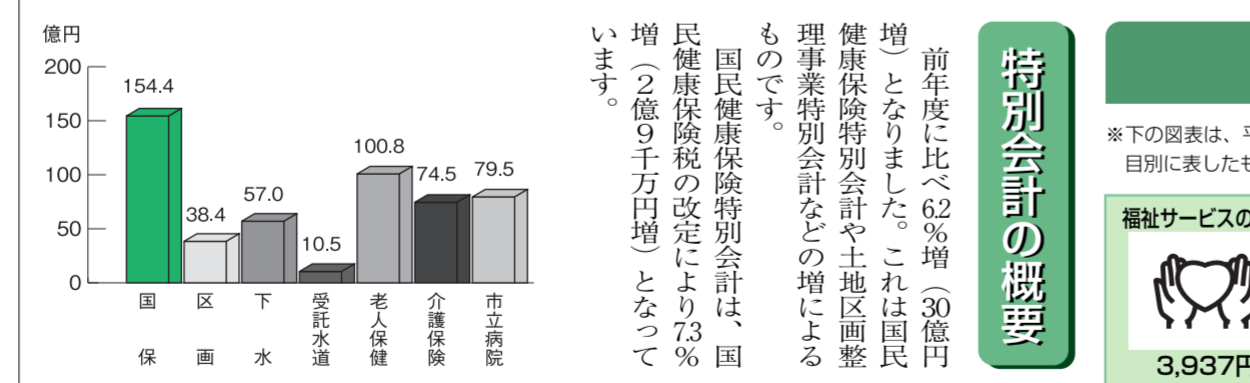 特別会計の概要
前年度に比べ6.2％増（30億円
増）となりました。これは国民
健康保険特別会計や土地区画整
理事業特別会計などの増による
ものです。
国民健康保険特別会計は、国
民健康保険税の改定により7.3％
増（２億９千万円増）となって
います。
億円
200
150
100
50
0
154.4
38.4
57.0
10.5
100.8
74.5
79.5
国保
区画
下水
受託水道
老人保健
介護保険
市立病院
※下の図表は、
目別に表した
福祉サービスの
3,937円